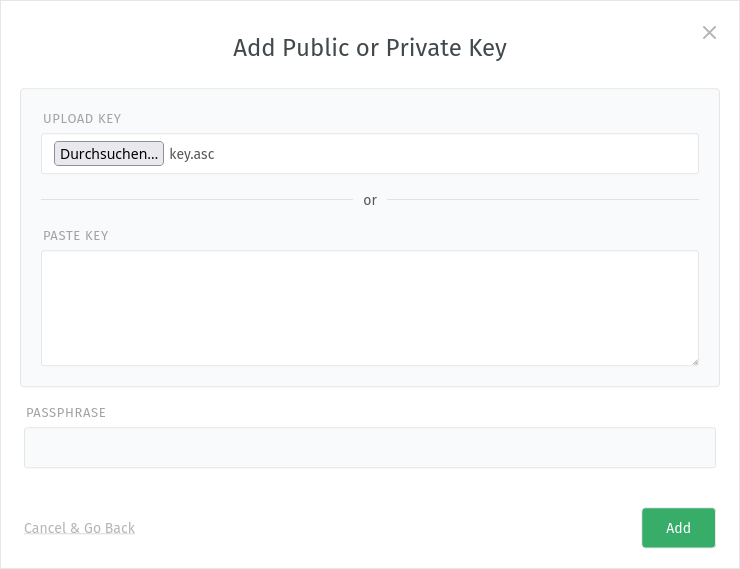 Add Public or Private Key
UPLOAD KEY
Durchsuchen... key.asc
or
PASTE KEY
PASSPHRASE
Cancel & Go Back
Add